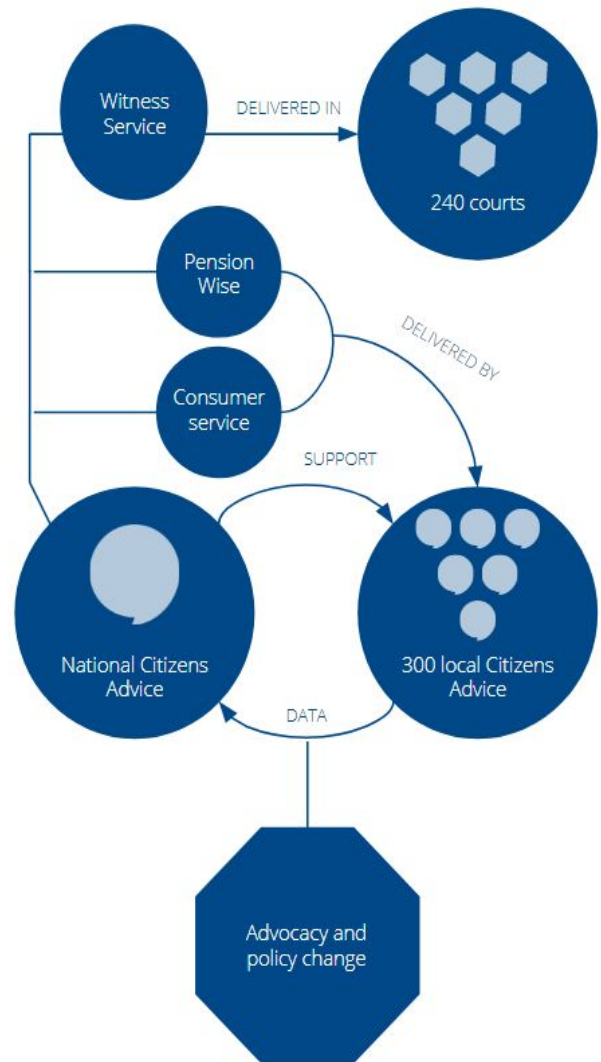 Witness
Service
DELIVERED IN
240 courts
Pension
Wise
DELIVERED BY
Consumer
service
SUPPORT
National Citizens
Advice
300 local Citizens
Advice
DATA
Advocacy and
policy change